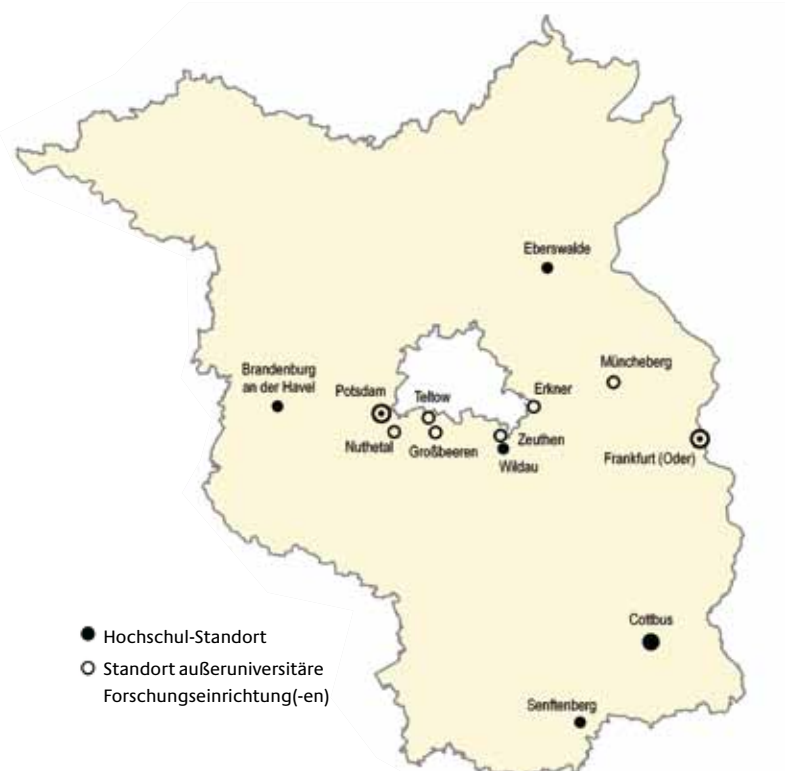 Eberswalde
Müncheberg
Brandenburg
an der Havel
Potsdam
Teltow
Erkner
Nuthetal
Großbeeren
Zeuthen
Wildau
Frankfurt (Oder)
Cottbus
Senftenberg
Hochschul-Standort
Standort außeruniversitäre
Forschungseinrichtung(-en)